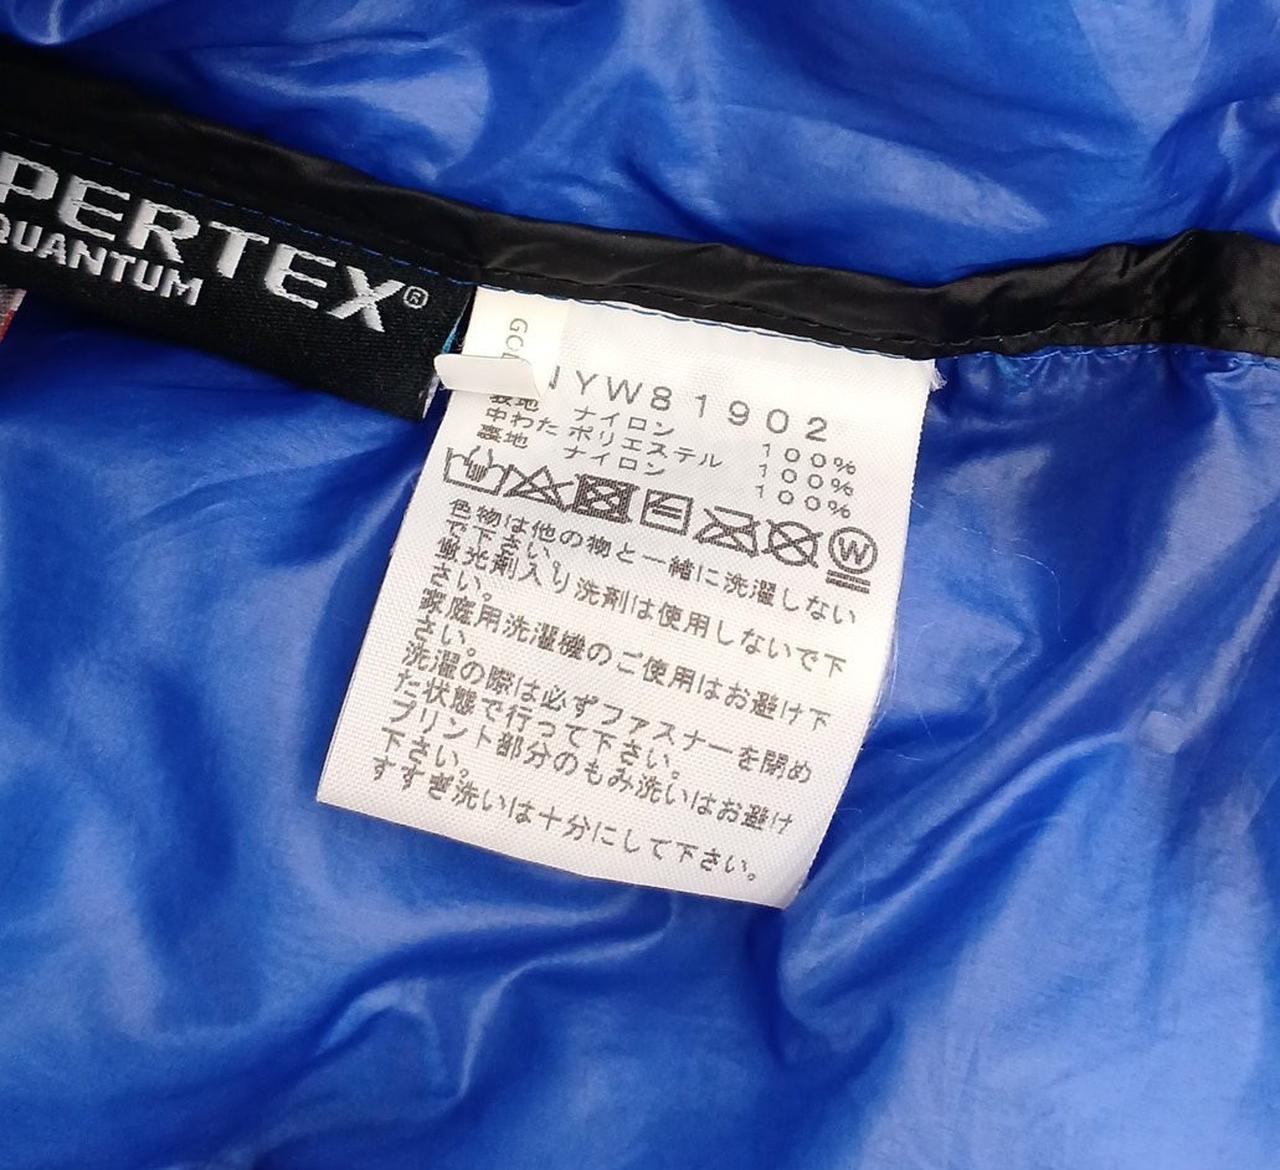 PERTEX®
QUANTUM
NYW81902
表地 ナイロン 100%
中わた ポリエステル 100%
裏地 ナイロン 100%
W
色物は他の物と一緒に洗濯しない
で下さい。
蛍光剤入り洗剤は使用しないで下
さい。
家庭用洗濯機のご使用はお避け下
さい。
洗濯の際は必ずファスナーを閉め
た状態で行って下さい。
プリント部分のもみ洗いはお避け
下さい。
すすぎ洗いは十分にして下さい。